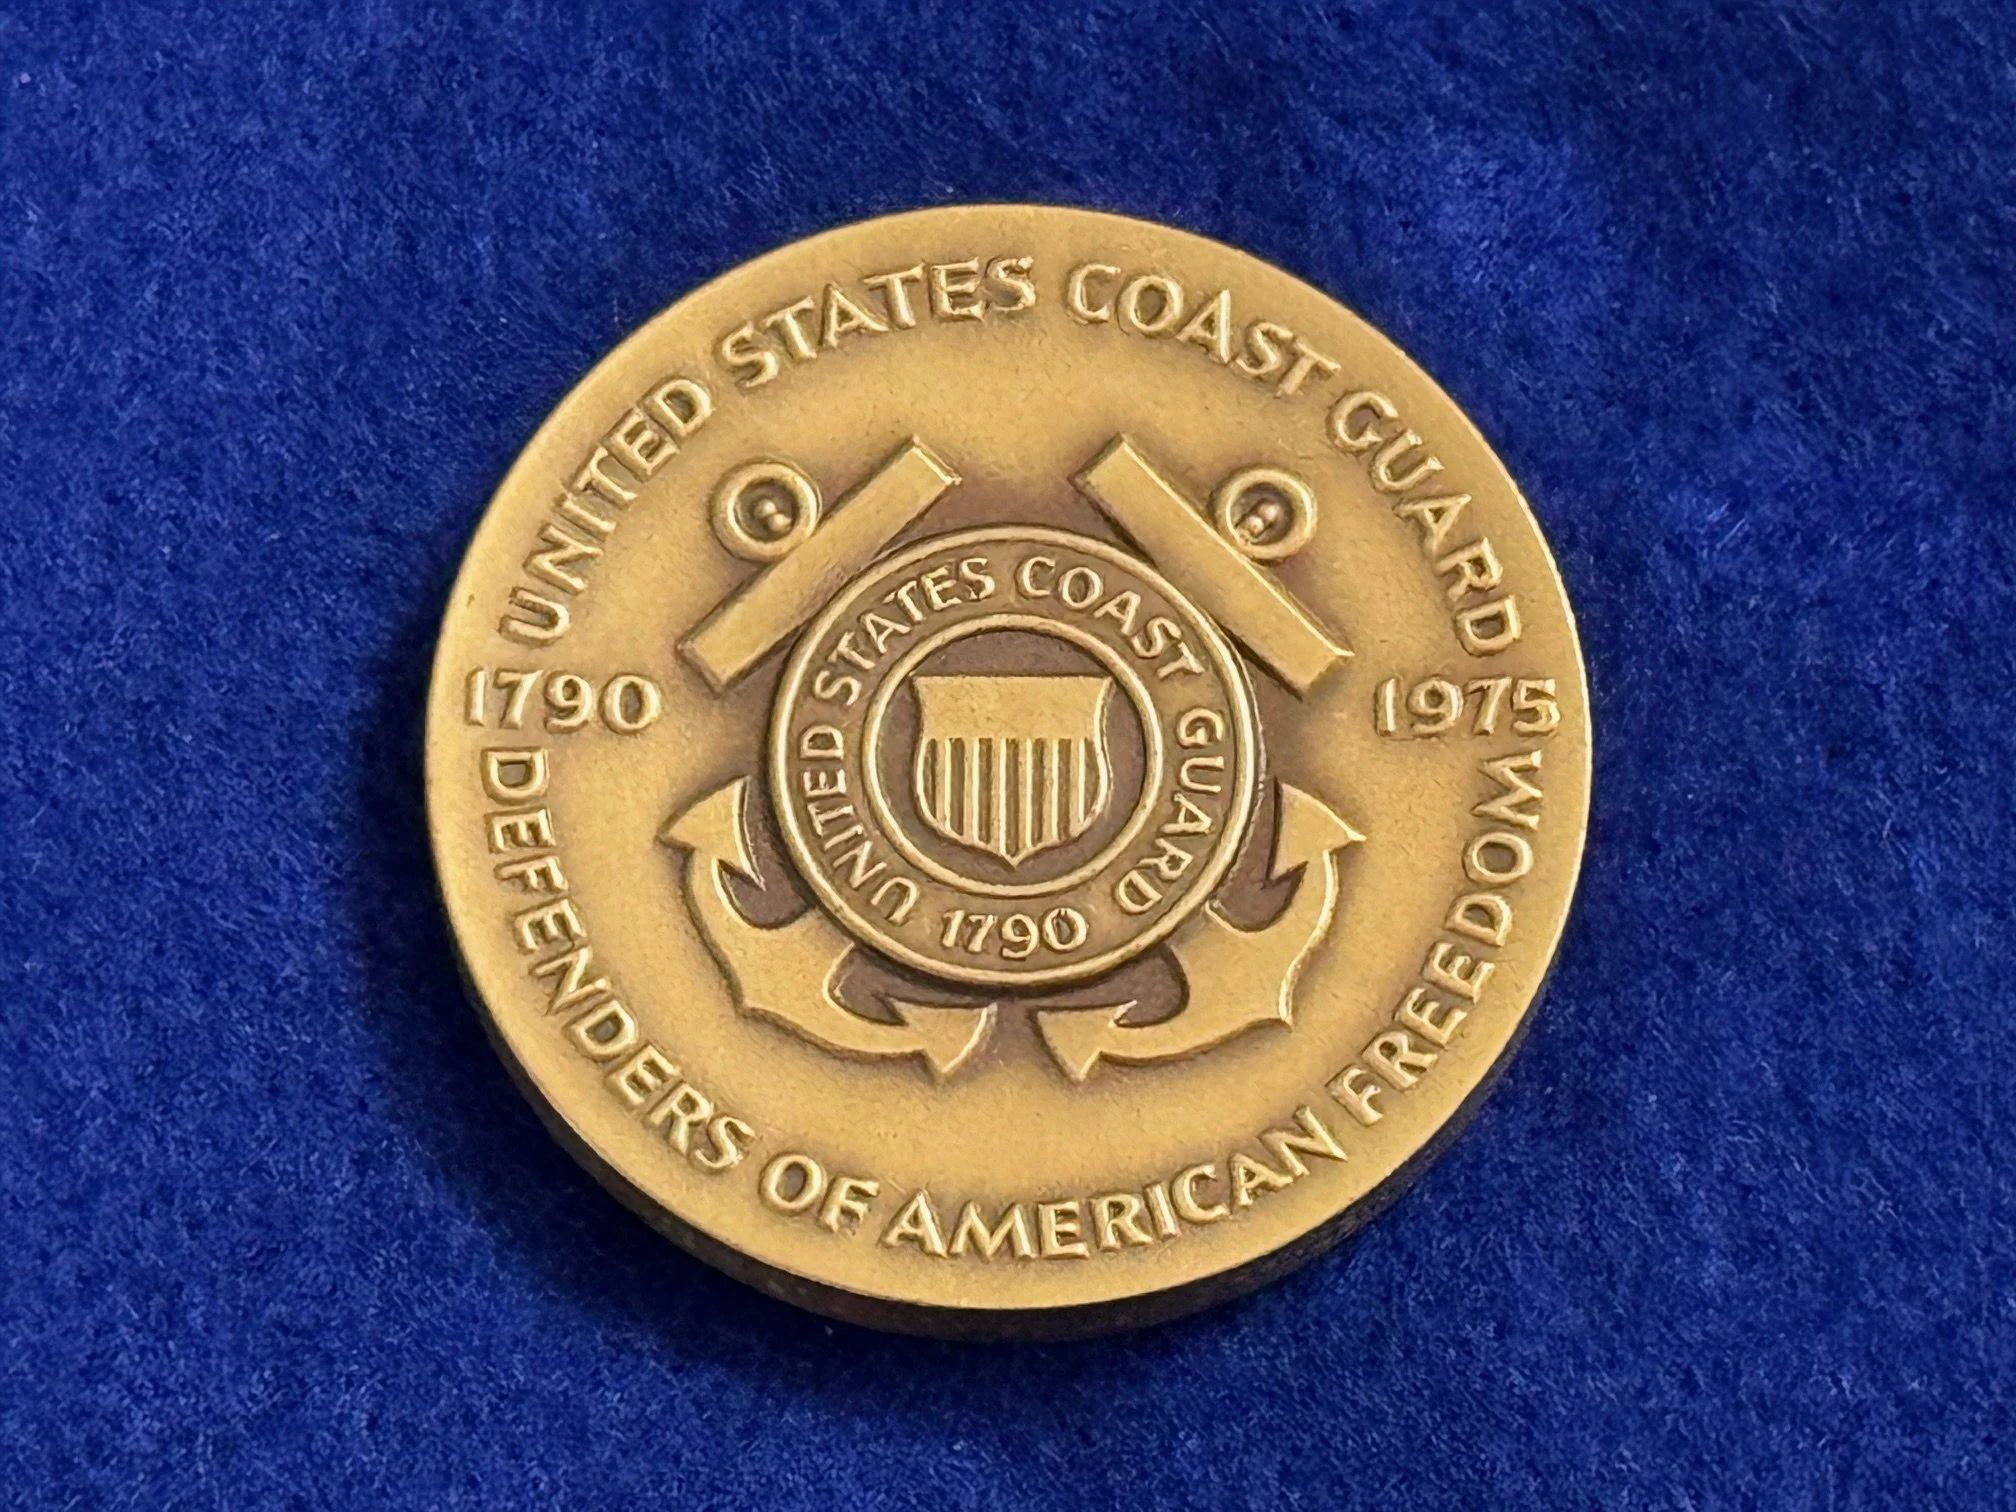 UNITED STATES COAST GUARD
1790
1975
UNITED STATES COAST GUARD
1790
DEFENDERS OF AMERICAN FREEDOM